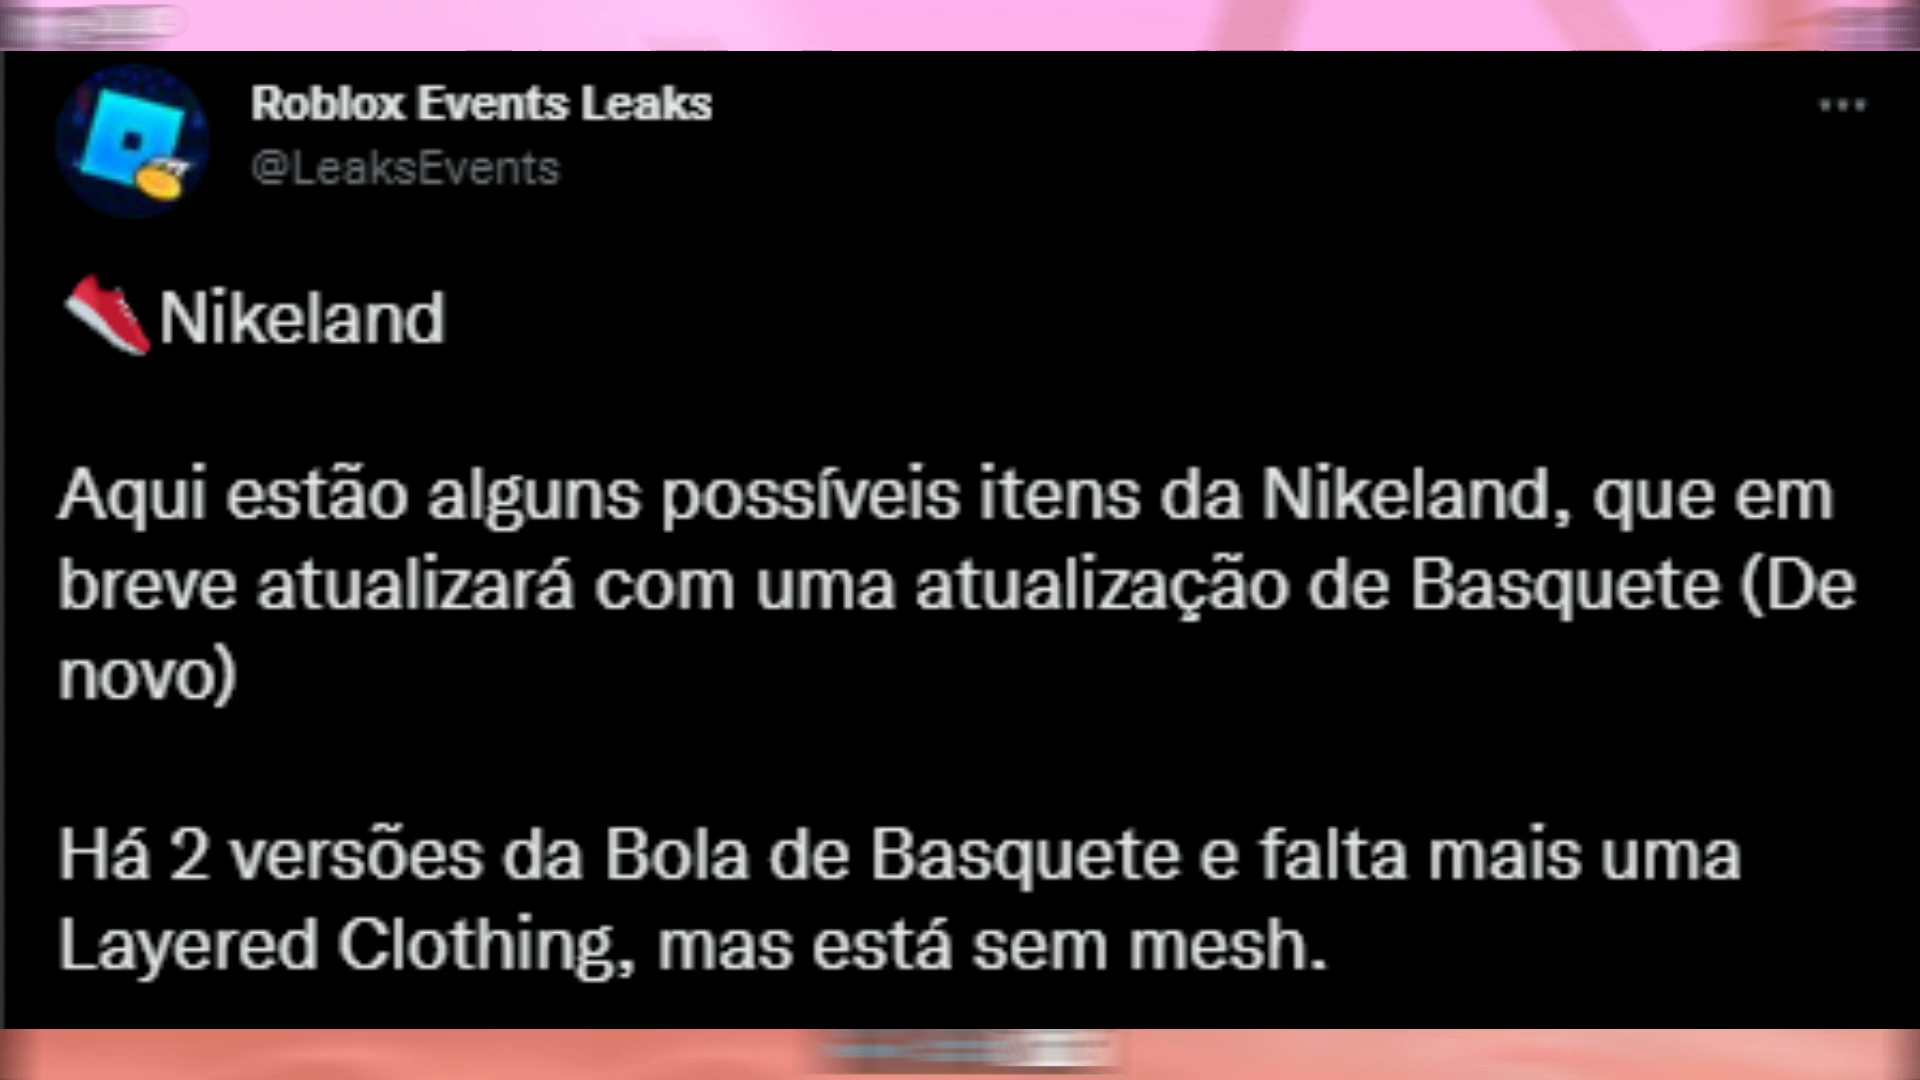 Roblox Events Leaks
@LeaksEvents
👟Nikeland
Aqui estão alguns possíveis itens da Nikeland, que em
breve atualizará com uma atualização de Basquete (De
novo)
Há 2 versões da Bola de Basquete e falta mais uma
Layered Clothing, mas está sem mesh.